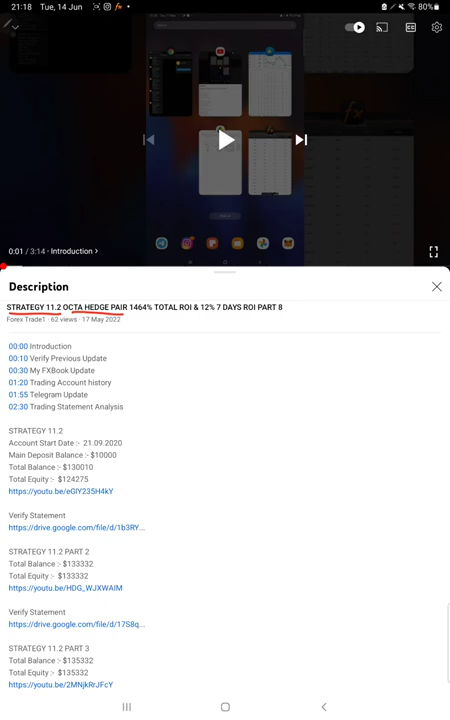 21:18 Tue, 14 Jun
80%
0:01 / 3:14 · Introduction >
Description
STRATEGY 11.2 OCTA HEDGE PAIR 1464% TOTAL ROI & 12% 7 DAYS ROI PART 8
Forex Trade1 · 62 views · 17 May 2022
00:00 Introduction
00:10 Verify Previous Update
00:30 My FXBook Update
01:20 Trading Account history
01:55 Telegram Update
02:30 Trading Statement Analysis
STRATEGY 11.2
Account Start Date :- 21.09.2020
Main Deposit Balance :- $10000
Total Balance :- $130010
Total Equity :- $124275
https://youtu.be/eGlY235H4kY
Verify Statement
https://drive.google.com/file/d/1b3RY...
STRATEGY 11.2 PART 2
Total Balance :- $133332
Total Equity :- $133332
https://youtu.be/HDG_WJXWAIM
Verify Statement
https://drive.google.com/file/d/17S8q...
STRATEGY 11.2 PART 3
Total Balance :- $135332
Total Equity :- $135332
https://youtu.be/2MNjkRrJFcY